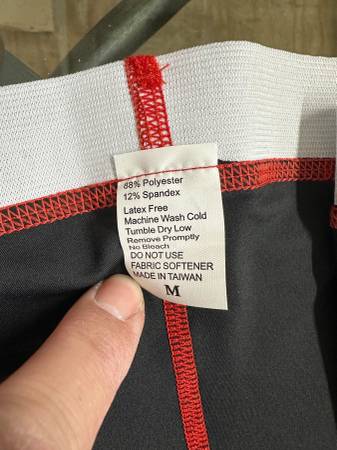 88% Polyester
12% Spandex
Latex Free
Machine Wash Cold
Tumble Dry Low
Remove Promptly
No Bleach
DO NOT USE
FABRIC SOFTENER
MADE IN TAIWAN
M